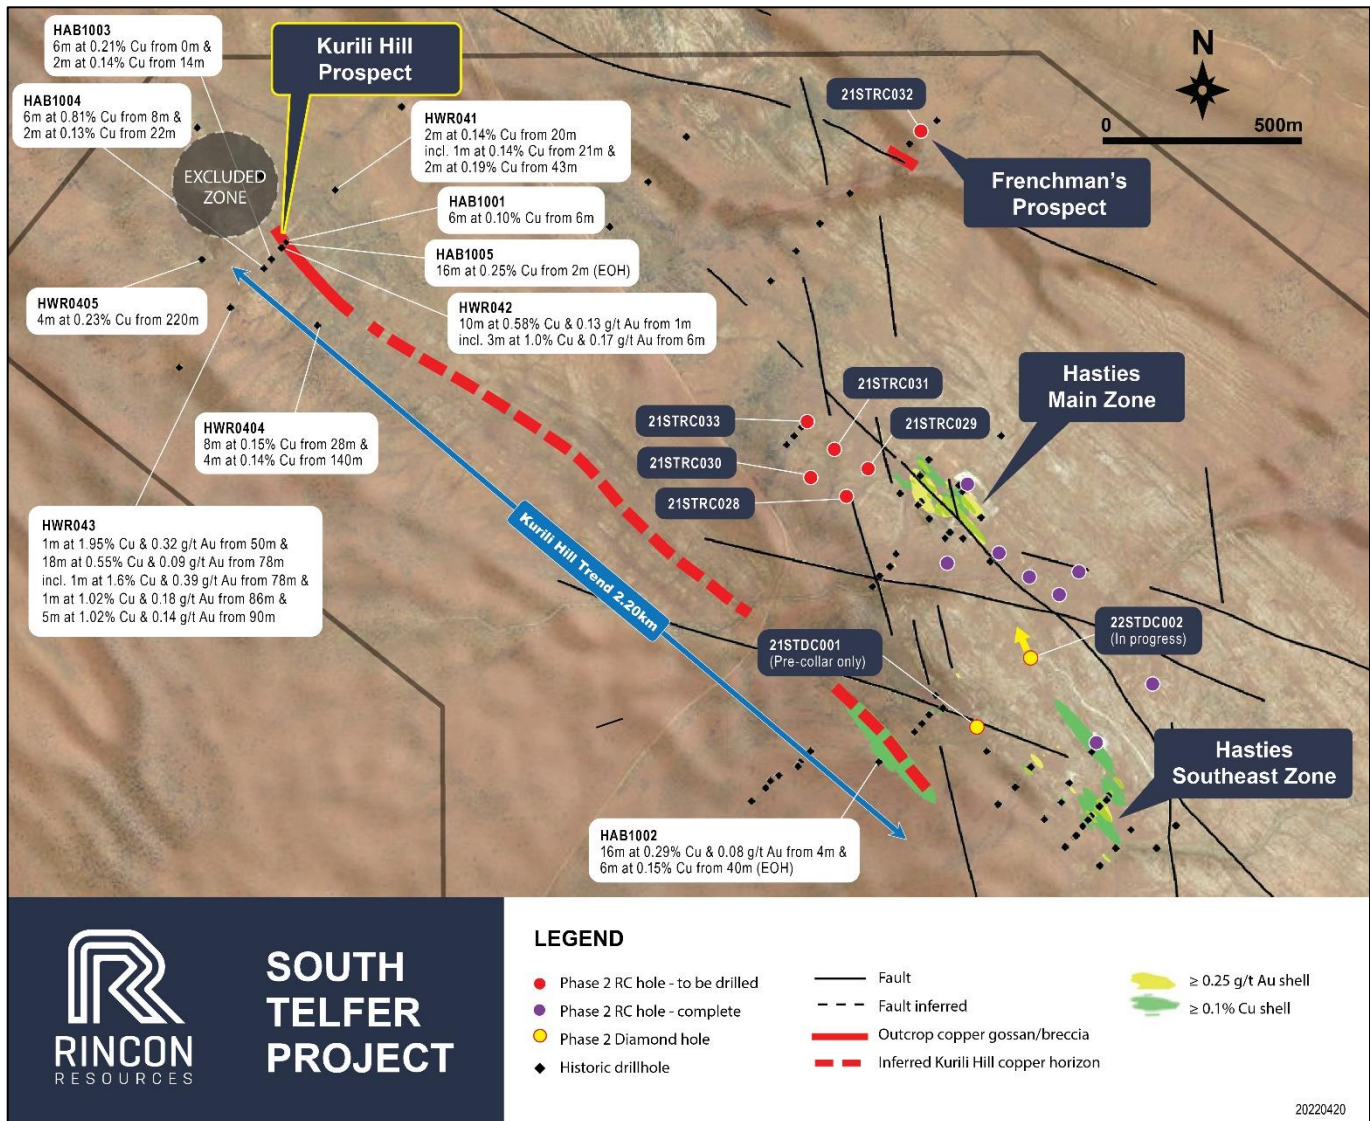 HAB1003
6m at 0.21% Cu from 0m &
2m at 0.14% Cu from 14m
Kurili Hill
Prospect
HAB1004
6m at 0.81% Cu from 8m &
2m at 0.13% Cu from 22m
EXCLUDED
ZONE
HWR041
2m at 0.14% Cu from 20m
incl. 1m at 0.14% Cu from 21m &
2m at 0.19% Cu from 43m
HAB1001
6m at 0.10% Cu from 6m
HAB1005
16m at 0.25% Cu from 2m (EOH)
HWR0405
4m at 0.23% Cu from 220m
HWR042
10m at 0.58% Cu & 0.13 g/t Au from 1m
incl. 3m at 1.0% Cu & 0.17 g/t Au from 6m
21STRC032
N
0
500m
Frenchman's
Prospect
Hasties
Main Zone
21STRC031
21STRC033
21STRC029
21STRC030
21STRC028
HWR0404
8m at 0.15% Cu from 28m &
4m at 0.14% Cu from 140m
HWR043
1m at 1.95% Cu & 0.32 g/t Au from 50m &
18m at 0.55% Cu & 0.09 g/t Au from 78m
incl. 1m at 1.6% Cu & 0.39 g/t Au from 78m &
1m at 1.02% Cu & 0.18 g/t Au from 86m &
5m at 1.02% Cu & 0.14 g/t Au from 90m
Kurili Hill Trend 2.20km
21STDC001
(Pre-collar only)
22STDC002
(In progress)
Hasties
Southeast Zone
HAB1002
16m at 0.29% Cu & 0.08 g/t Au from 4m &
6m at 0.15% Cu from 40m (EOH)
RINCON
RESOURCES
SOUTH
TELFER
PROJECT
LEGEND
Phase 2 RC hole - to be drilled
Phase 2 RC hole - complete
Phase 2 Diamond hole
Historic drillhole
Fault
Fault inferred
Outcrop copper gossan/breccia
Inferred Kurili Hill copper horizon
≥ 0.25 g/t Au shell
≥ 0.1% Cu shell
20220420